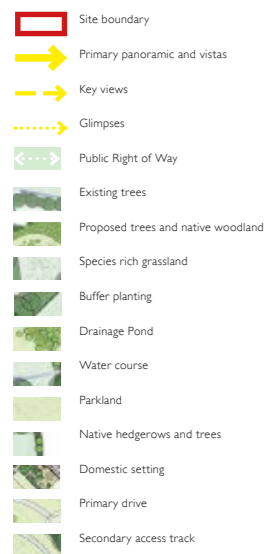 Site boundary
Primary panoramic and vistas
Key views
Glimpses
Public Right of Way
Existing trees
Proposed trees and native woodland
Species rich grassland
Buffer planting
Drainage Pond
Water course
Parkland
Native hedgerows and trees
Domestic setting
Primary drive
Secondary access track